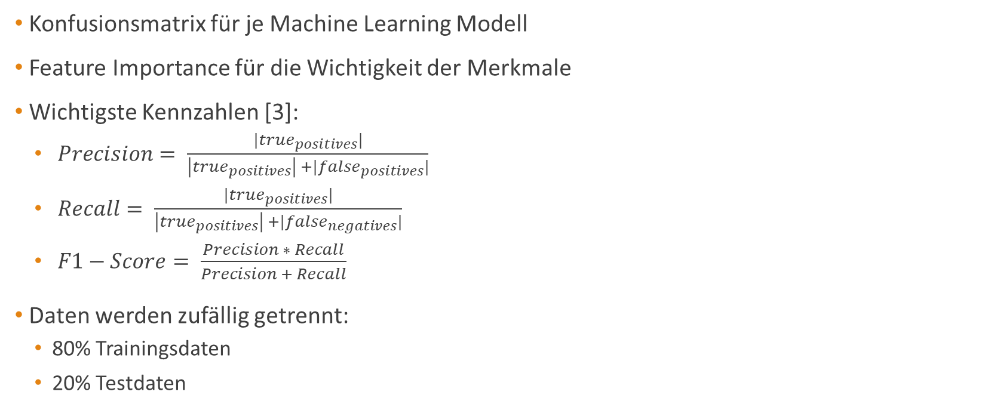 • Konfusionsmatrix für je Machine Learning Modell
• Feature Importance für die Wichtigkeit der Merkmale
• Wichtigste Kennzahlen [3]:
• $Precision = \frac{|true_{positives}|}{|true_{positives}| + |false_{positives}|}$
• $Recall = \frac{|true_{positives}|}{|true_{positives}| + |false_{negatives}|}$
• $F1 - Score = \frac{Precision * Recall}{Precision + Recall}$
• Daten werden zufällig getrennt:
• 80% Trainingsdaten
• 20% Testdaten